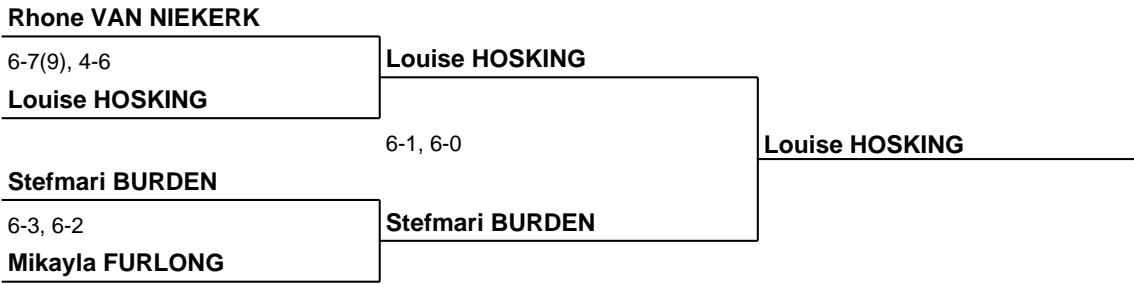 Rhone VAN NIEKERK
6-7(9), 4-6
Louise HOSKING
Louise HOSKING
6-1, 6-0
Louise HOSKING
Stefmari BURDEN
6-3, 6-2
Stefmari BURDEN
Mikayla FURLONG